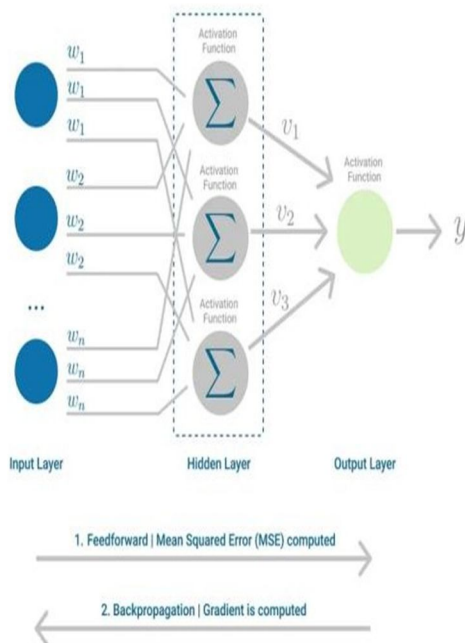 Activation
Function
w₁
w₁
w₁
Σ
v₁
Activation
Function
Activation
Function
w₂
w₂
w₂
Σ
v₂
y
Activation
Function
...
v₃
wₙ
wₙ
wₙ
Σ
Input Layer
Hidden Layer
Output Layer
1. Feedforward | Mean Squared Error (MSE) computed
2. Backpropagation | Gradient is computed